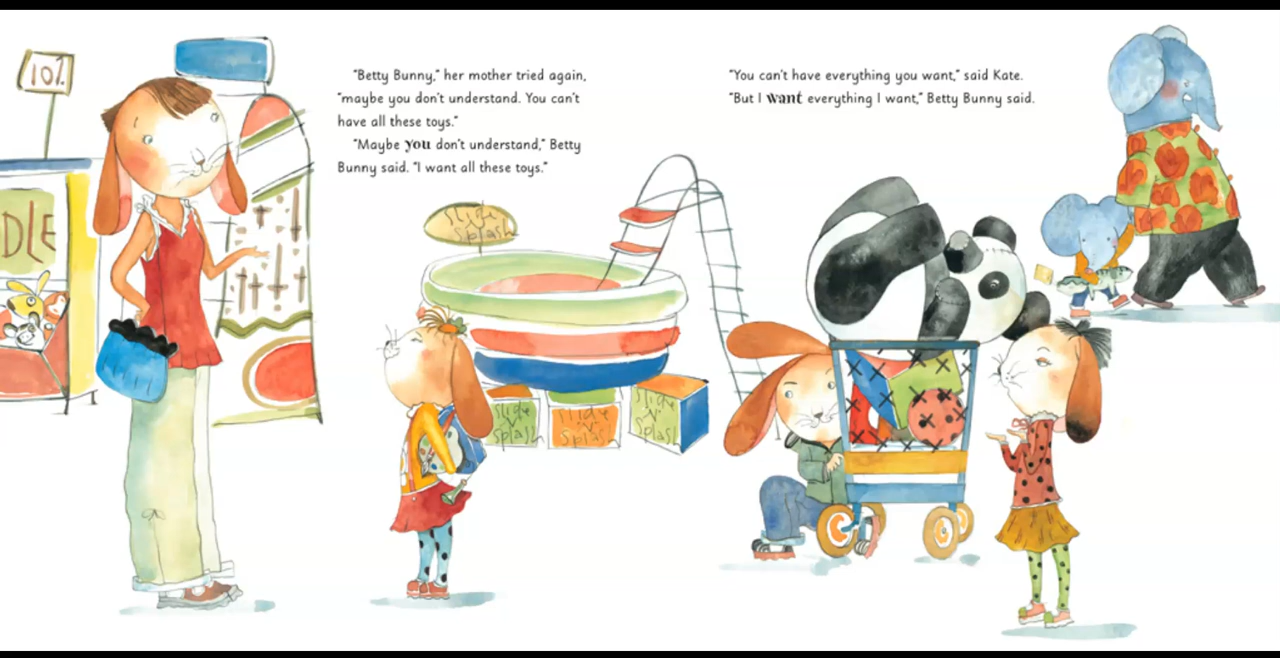 10%
DLE
"Betty Bunny," her mother tried again,
"maybe you don't understand. You can't
have all these toys."
"Maybe you don't understand," Betty
Bunny said. "I want all these toys."
Slide
'N'
Splash
Slide
'N'
Splash
Slide
'N'
Splash
Slide
'N'
Splash
"You can't have everything you want," said Kate.
"But I want everything I want," Betty Bunny said.